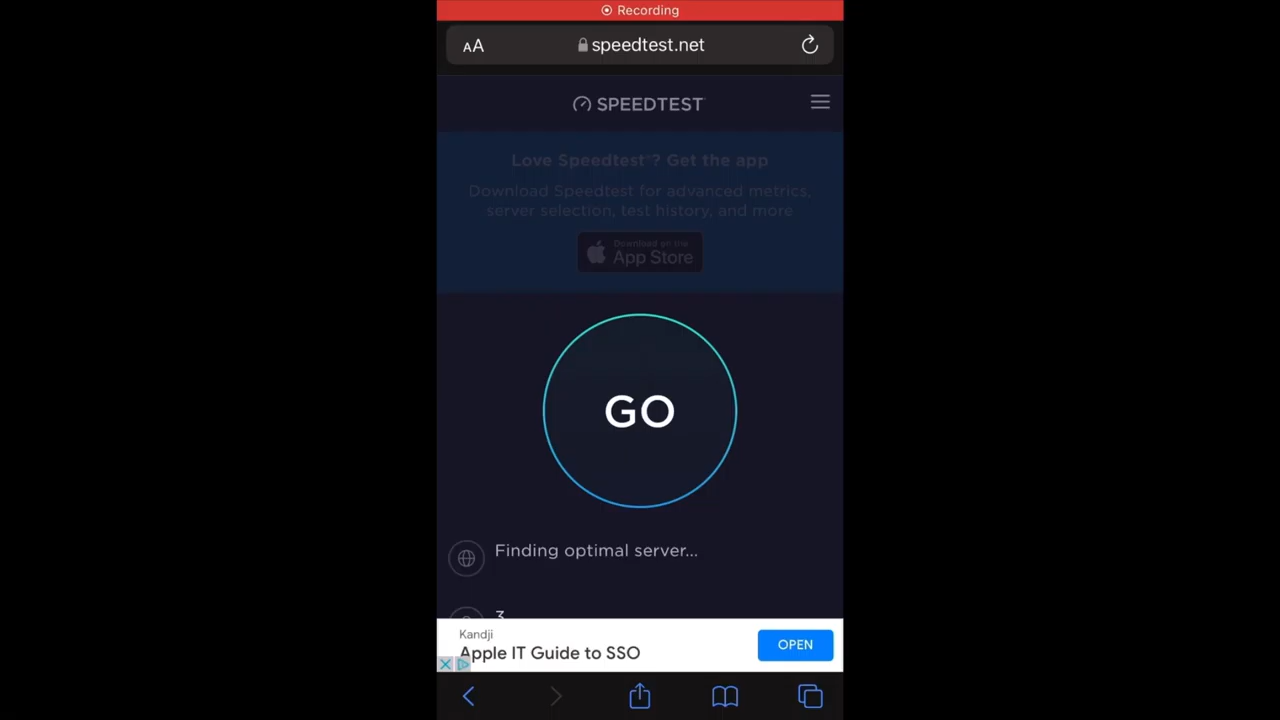 Recording
AA
speedtest.net
SPEEDTEST
Love Speedtest®? Get the app
Download Speedtest for advanced metrics,
server selection, test history, and more
Download on the
App Store
GO
Finding optimal server...
3
Kandji
Apple IT Guide to SSO
OPEN